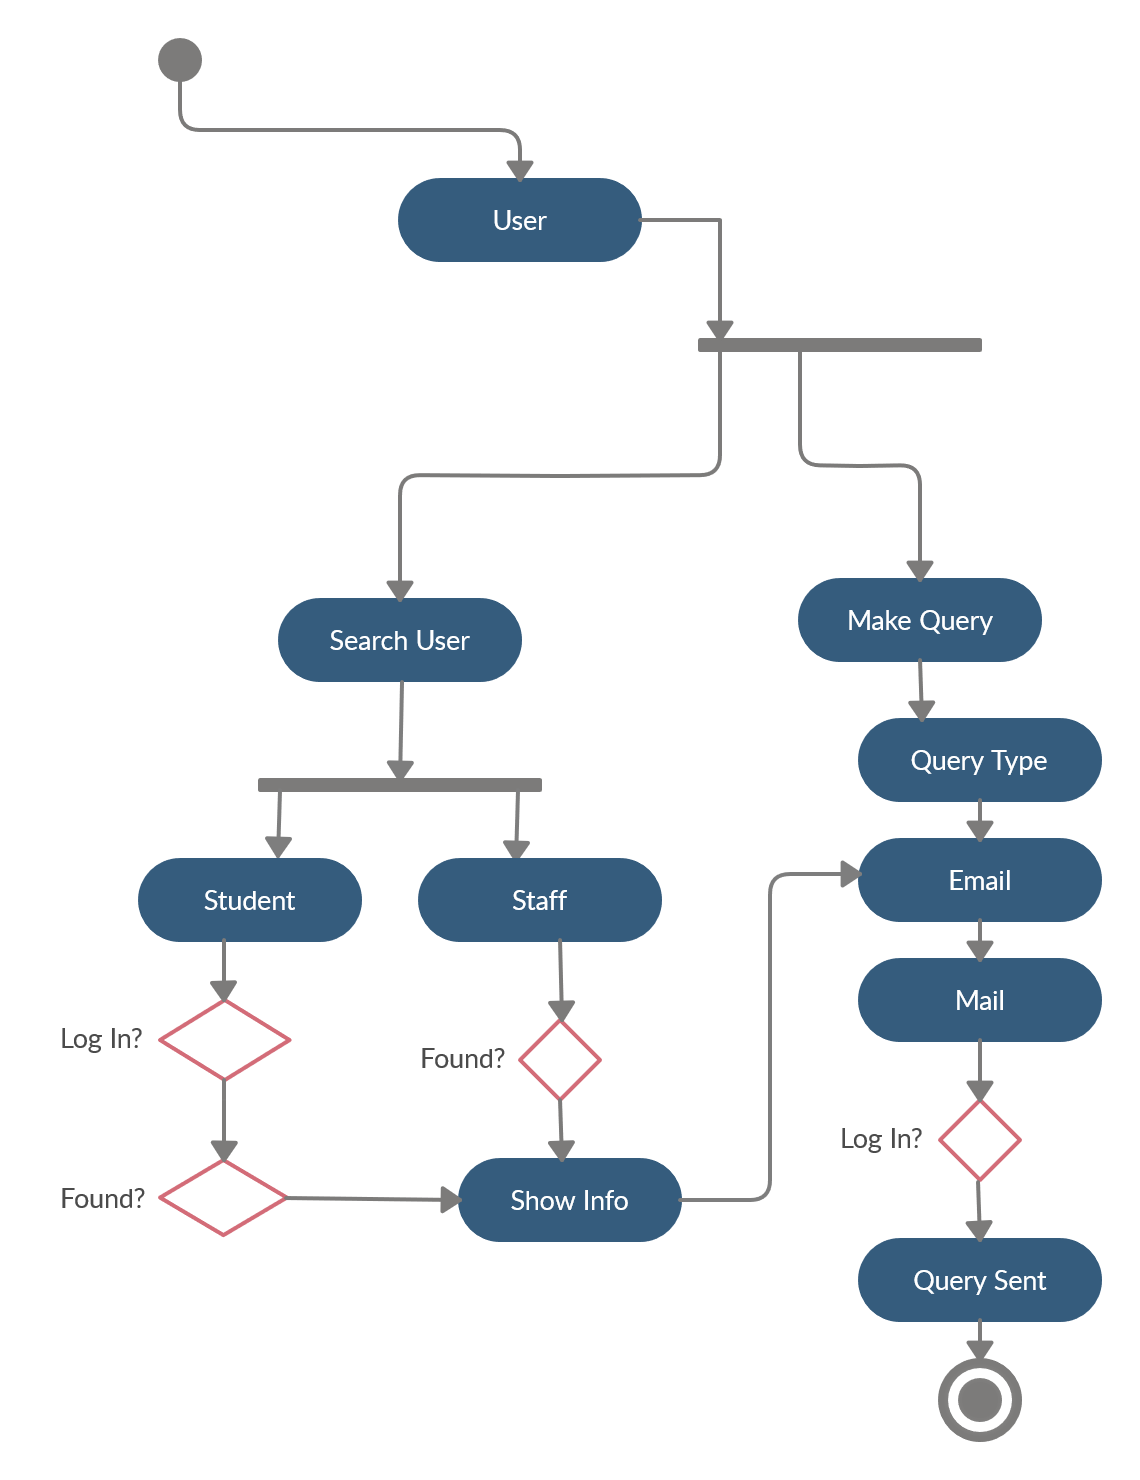 User
Search User
Make Query
Query Type
Student
Staff
Email
Log In?
Found?
Mail
Found?
Show Info
Log In?
Query Sent